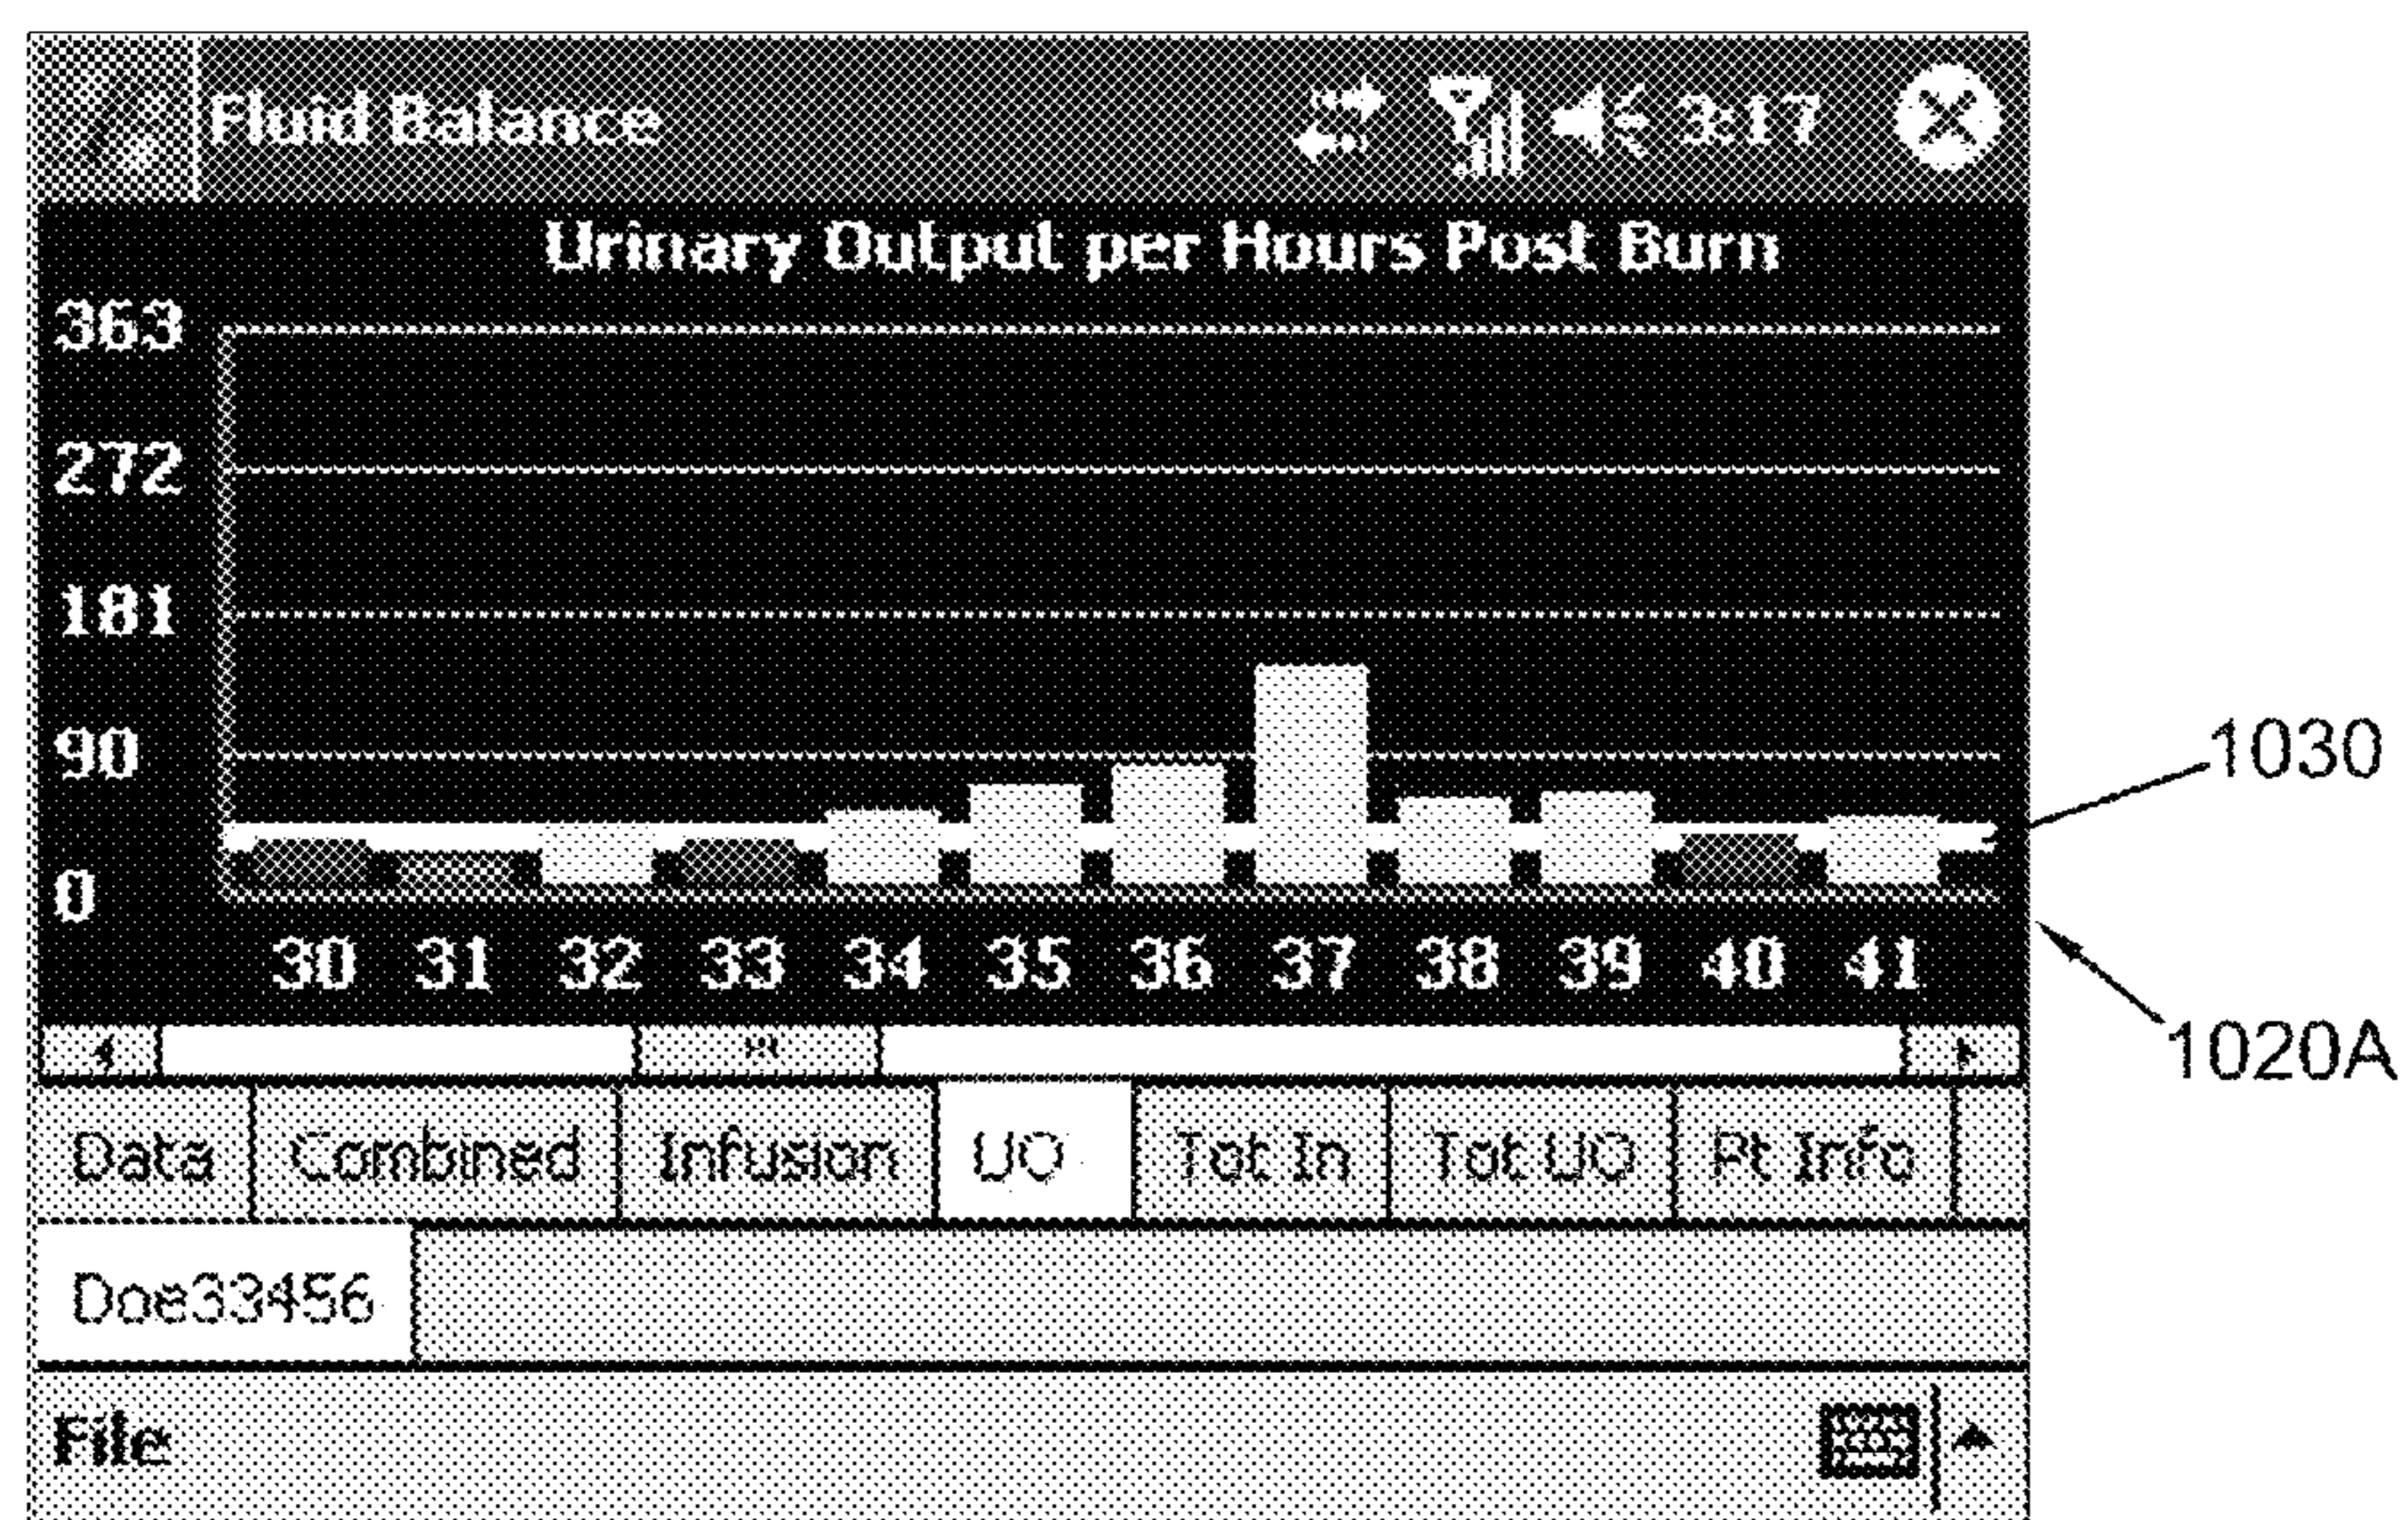 Fluid Balance 3:17
Urinary Output per Hours Post Burn
363
272
181
90
1030
0
30 31 32 33 34 35 36 37 38 39 40 41
1020A
Data Combined Infusion UO Tot In Tot UO Pt Info
Doe33456
File